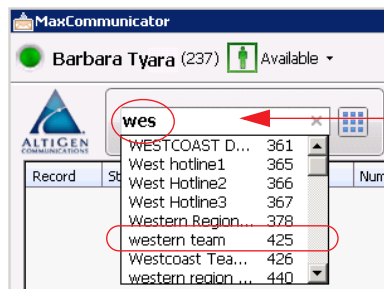 MaxCommunicator
Barbara Tyara (237) Available
ALTIGEN
COMMUNICATIONS
wes
WESTCOAST D... 361
West hotline1 365
West Hotline2 366
West Hotline3 367
Western Region... 378
western team 425
Westcoast Tea... 426
western region ... 440
Record St Num